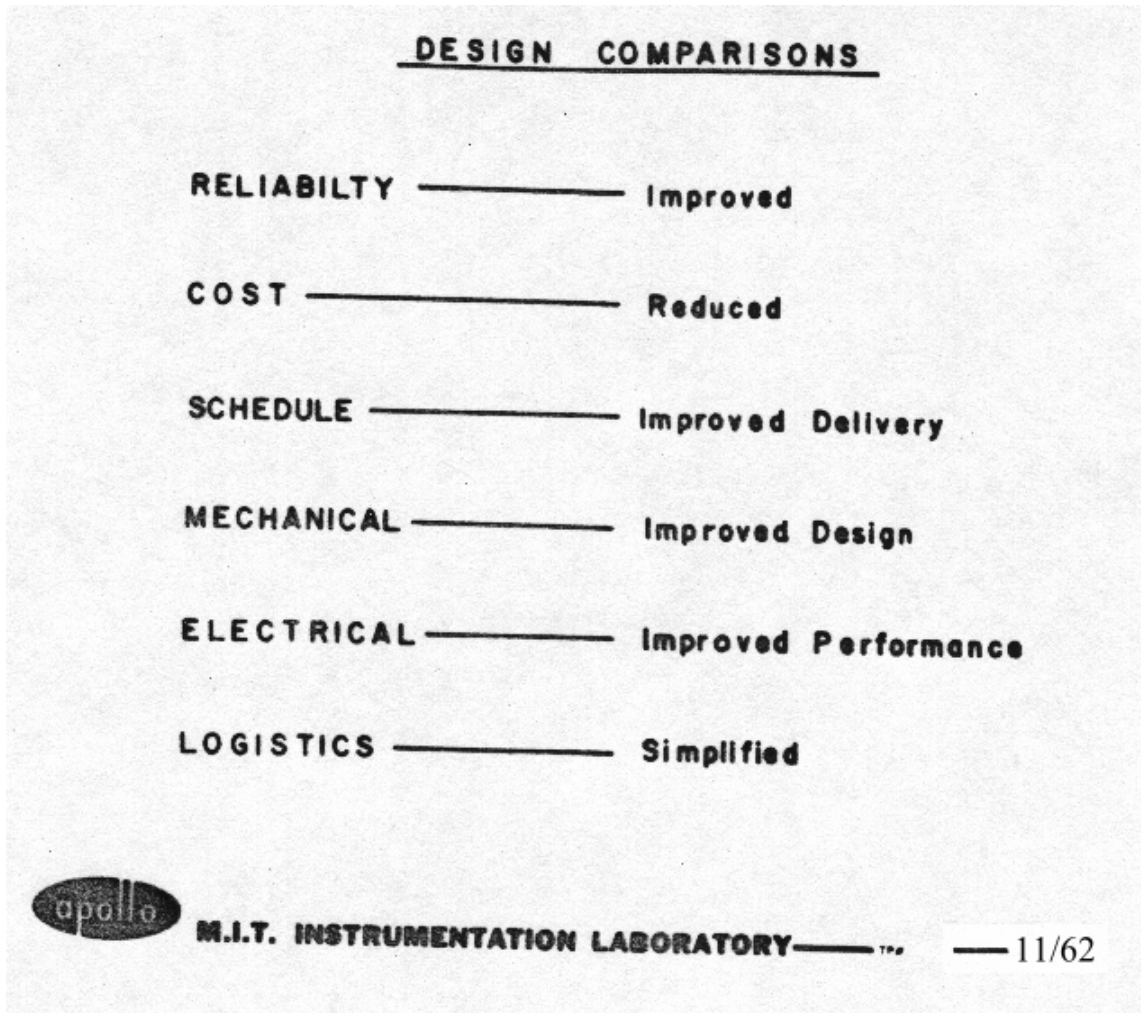 DESIGN COMPARISONS
RELIABILTY — Improved
COST — Reduced
SCHEDULE — Improved Delivery
MECHANICAL — Improved Design
ELECTRICAL — Improved Performance
LOGISTICS — Simplified
apollo
M.I.T. INSTRUMENTATION LABORATORY — — 11/62